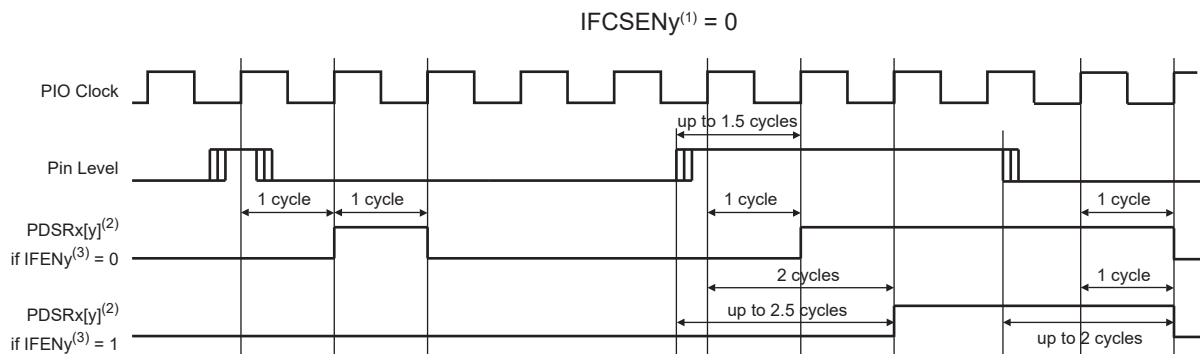 IFCSENy(1) = 0
PIO Clock
up to 1.5 cycles
Pin Level
1 cycle 1 cycle 1 cycle 1 cycle
PDSRx[y](2)
if IFENy(3) = 0
2 cycles 1 cycle
PDSRx[y](2)
up to 2.5 cycles up to 2 cycles
if IFENy(3) = 1